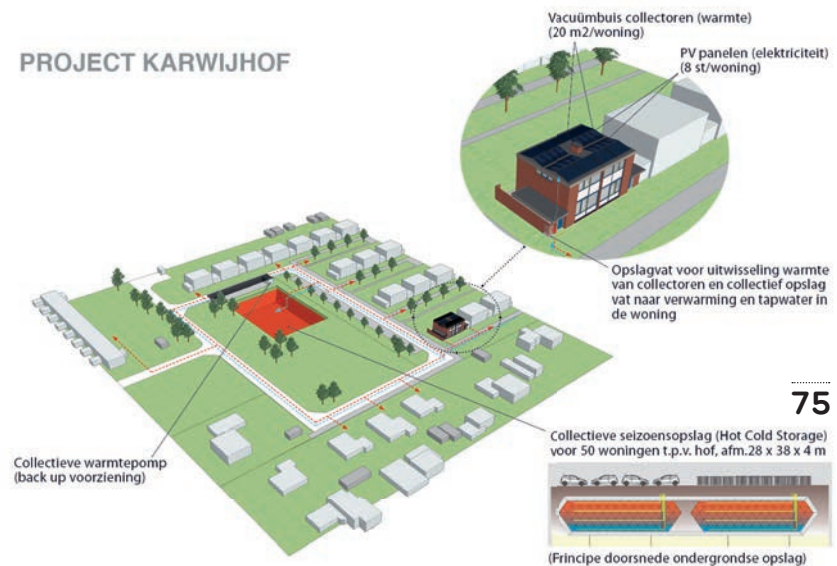 PROJECT KARWIJHOF
Vacuümbuis collectoren (warmte)
(20 m2/woning)
PV panelen (elektriciteit)
(8 st/woning)
Opslagvat voor uitwisseling warmte
van collectoren en collectief opslag
vat naar verwarming en tapwater in
de woning
75
Collectieve seizoensopslag (Hot Cold Storage)
voor 50 woningen t.p.v. hof, afm.28 x 38 x 4 m
Collectieve warmtepomp
(back up voorziening)
(Frincipe doorsnede ondergrondse opslag)